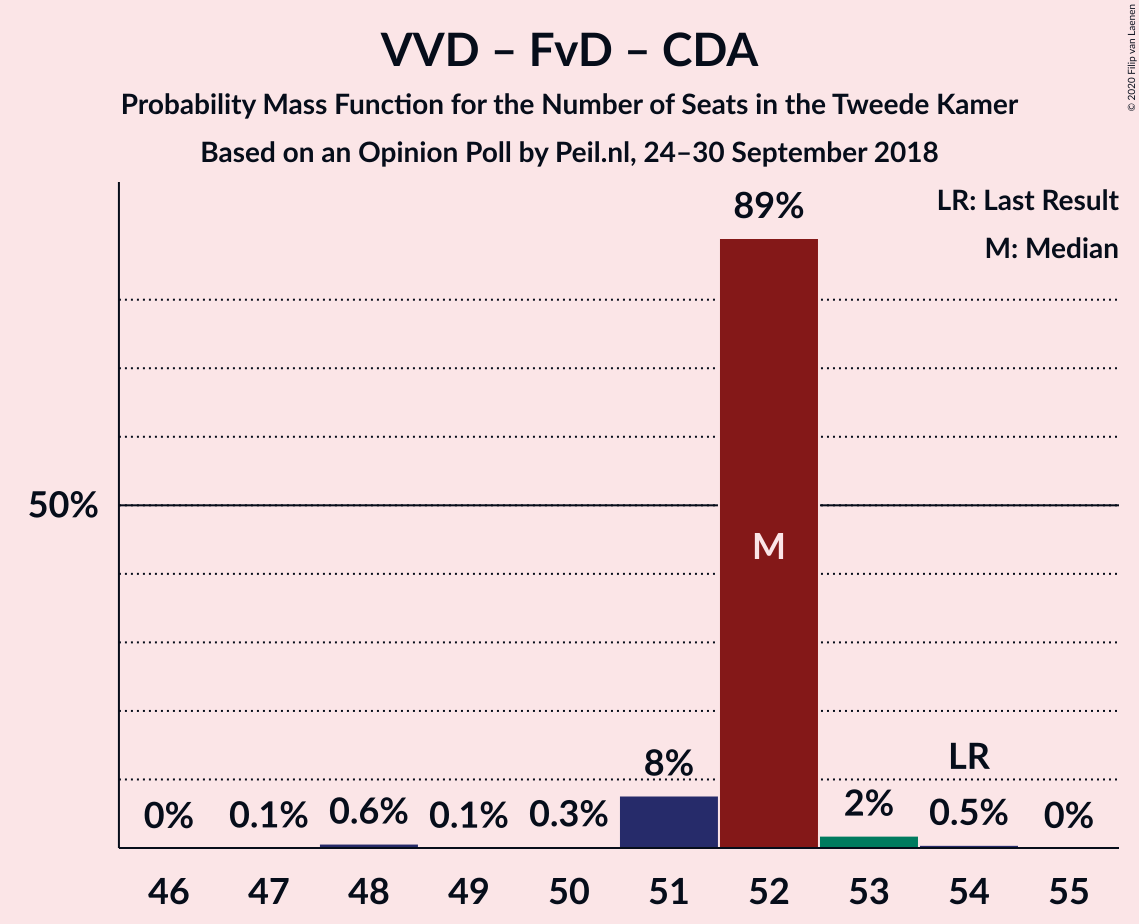 VVD – FvD – CDA
Probability Mass Function for the Number of Seats in the Tweede Kamer
Based on an Opinion Poll by Peil.nl, 24–30 September 2018
© 2020 Filip van Laenen
LR: Last Result
M: Median
89%
50%
M
8%
LR
0%
0.1%
0.6%
0.1%
0.3%
2%
0.5%
0%
46 47 48 49 50 51 52 53 54 55